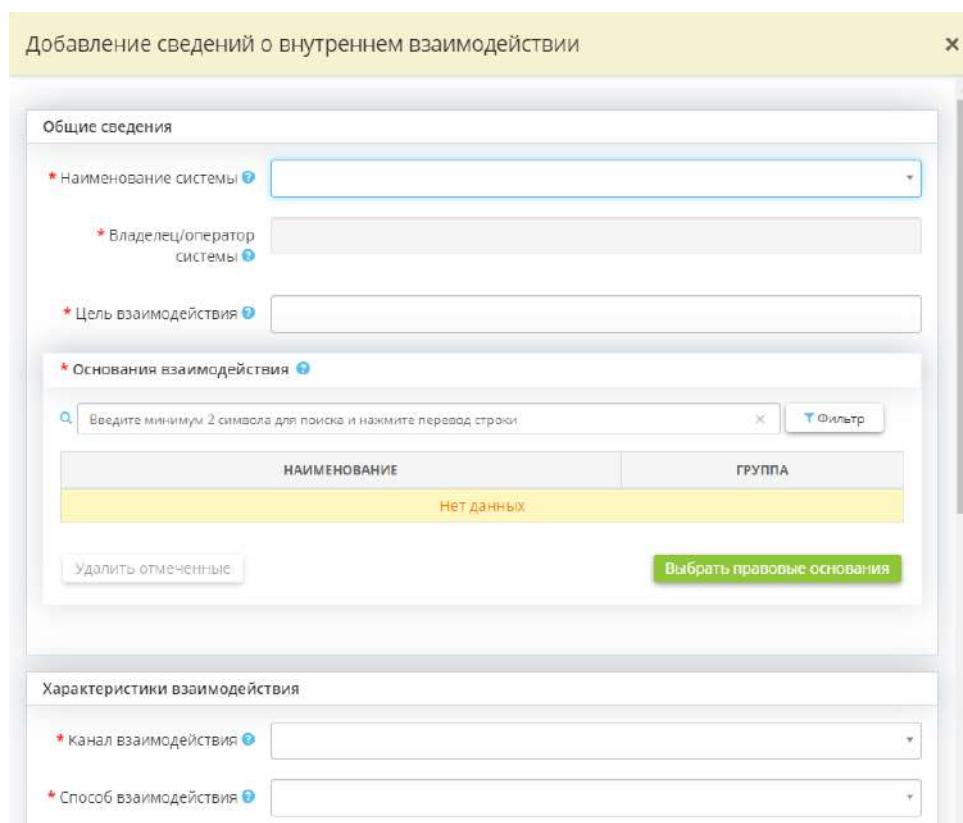 Добавление сведений о внутреннем взаимодействии ×
Общие сведения
* Наименование системы ?
* Владелец/оператор
системы ?
* Цель взаимодействия ?
* Основания взаимодействия ?
Введите минимум 2 символа для поиска и нажмите перевод строки × Фильтр
НАИМЕНОВАНИЕ ГРУППА
Нет данных
Удалить отмеченные Выбрать правовые основания
Характеристики взаимодействия
* Канал взаимодействия ?
* Способ взаимодействия ?